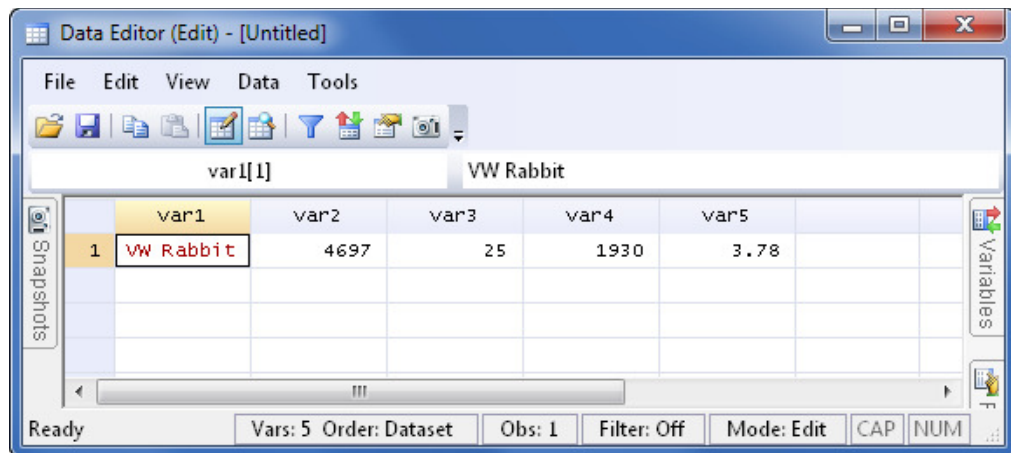 Data Editor (Edit) - [Untitled]
File Edit View Data Tools
var1[1] VW Rabbit
var1 var2 var3 var4 var5
1 VW Rabbit 4697 25 1930 3.78
Snapshots
Variables
Ready Vars: 5 Order: Dataset Obs: 1 Filter: Off Mode: Edit CAP NUM